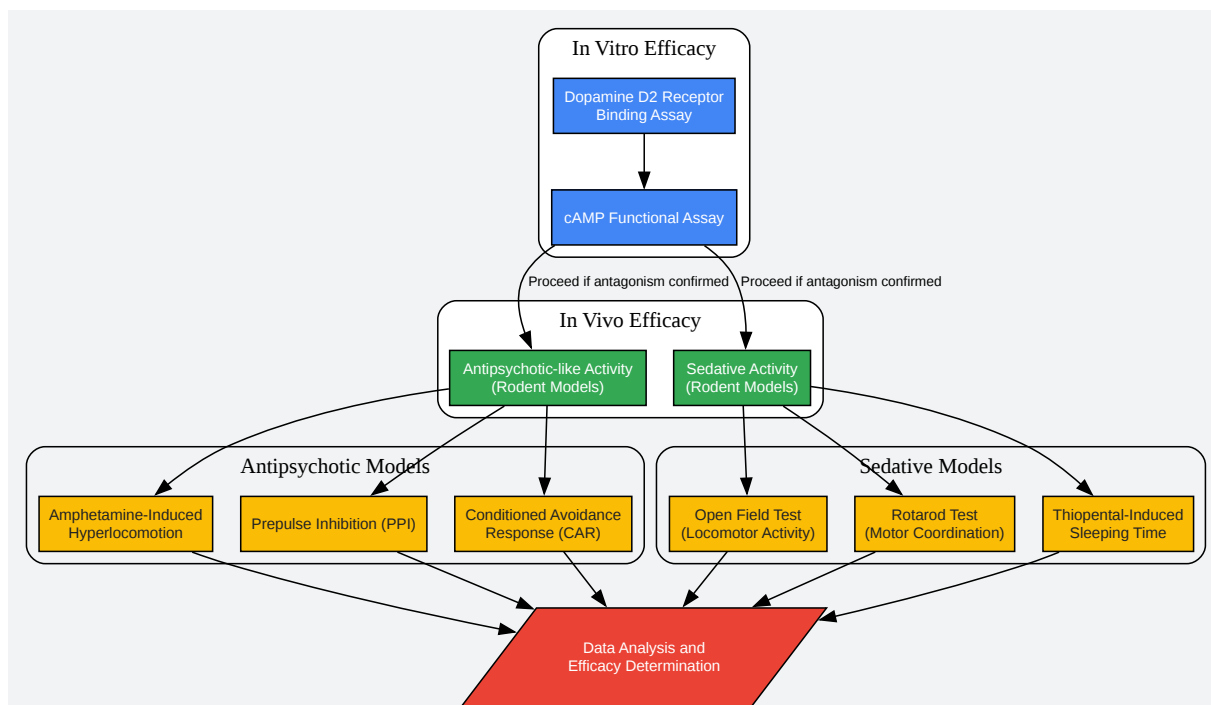 In Vitro Efficacy
Dopamine D2 Receptor
Binding Assay
cAMP Functional Assay
Proceed if antagonism confirmed
Proceed if antagonism confirmed
In Vivo Efficacy
Antipsychotic-like Activity
(Rodent Models)
Sedative Activity
(Rodent Models)
Antipsychotic Models
Amphetamine-Induced
Hyperlocomotion
Prepulse Inhibition (PPI)
Conditioned Avoidance
Response (CAR)
Sedative Models
Open Field Test
(Locomotor Activity)
Rotarod Test
(Motor Coordination)
Thiopental-Induced
Sleeping Time
Data Analysis and
Efficacy Determination